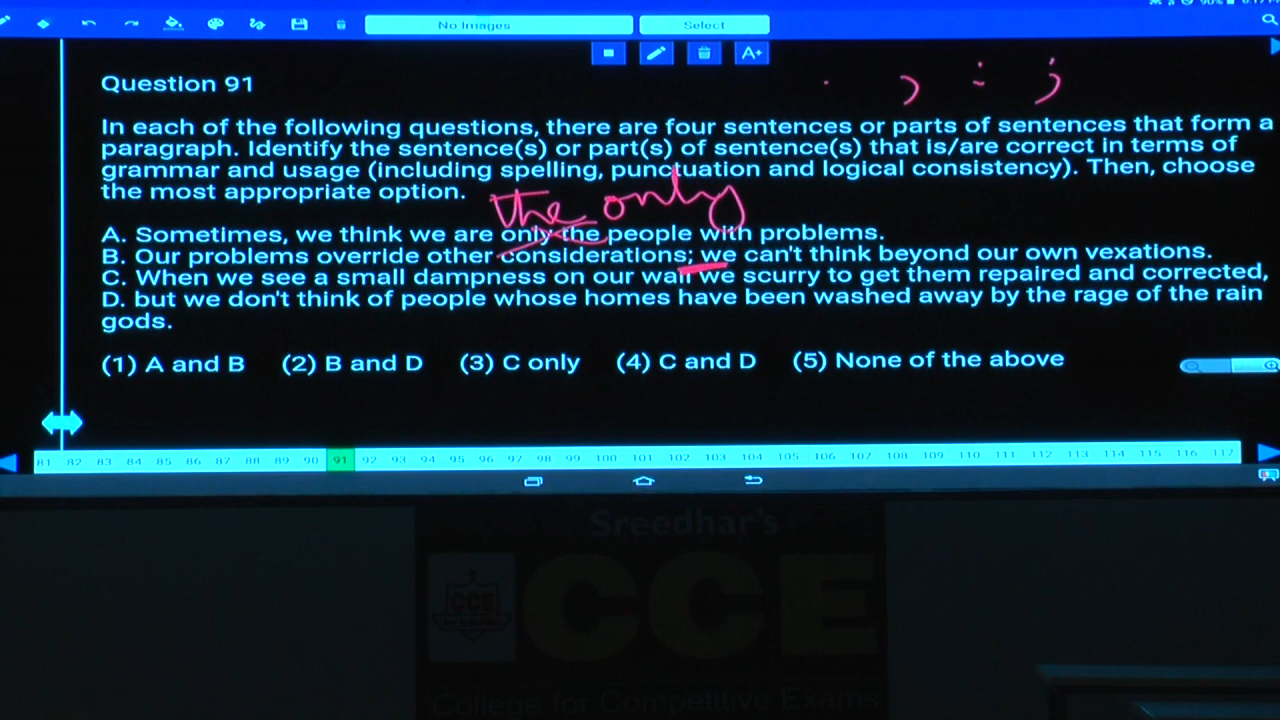 No Images
Select
A+
Question 91
. , : ;
In each of the following questions, there are four sentences or parts of sentences that form a
paragraph. Identify the sentence(s) or part(s) of sentence(s) that is/are correct in terms of
grammar and usage (including spelling, punctuation and logical consistency). Then, choose
the most appropriate option.
the only
A. Sometimes, we think we are only the people with problems.
B. Our problems override other considerations; we can't think beyond our own vexations.
C. When we see a small dampness on our wall we scurry to get them repaired and corrected,
D. but we don't think of people whose homes have been washed away by the rage of the rain
gods.
(1) A and B (2) B and D (3) C only (4) C and D (5) None of the above
81 82 83 84 85 86 87 88 89 90 91 92 93 94 95 96 97 98 99 100 101 102 103 104 105 106 107 108 109 110 111 112 113 114 115 116 117
Sreedhar's
CCE
CCE
College for Competitive Exams